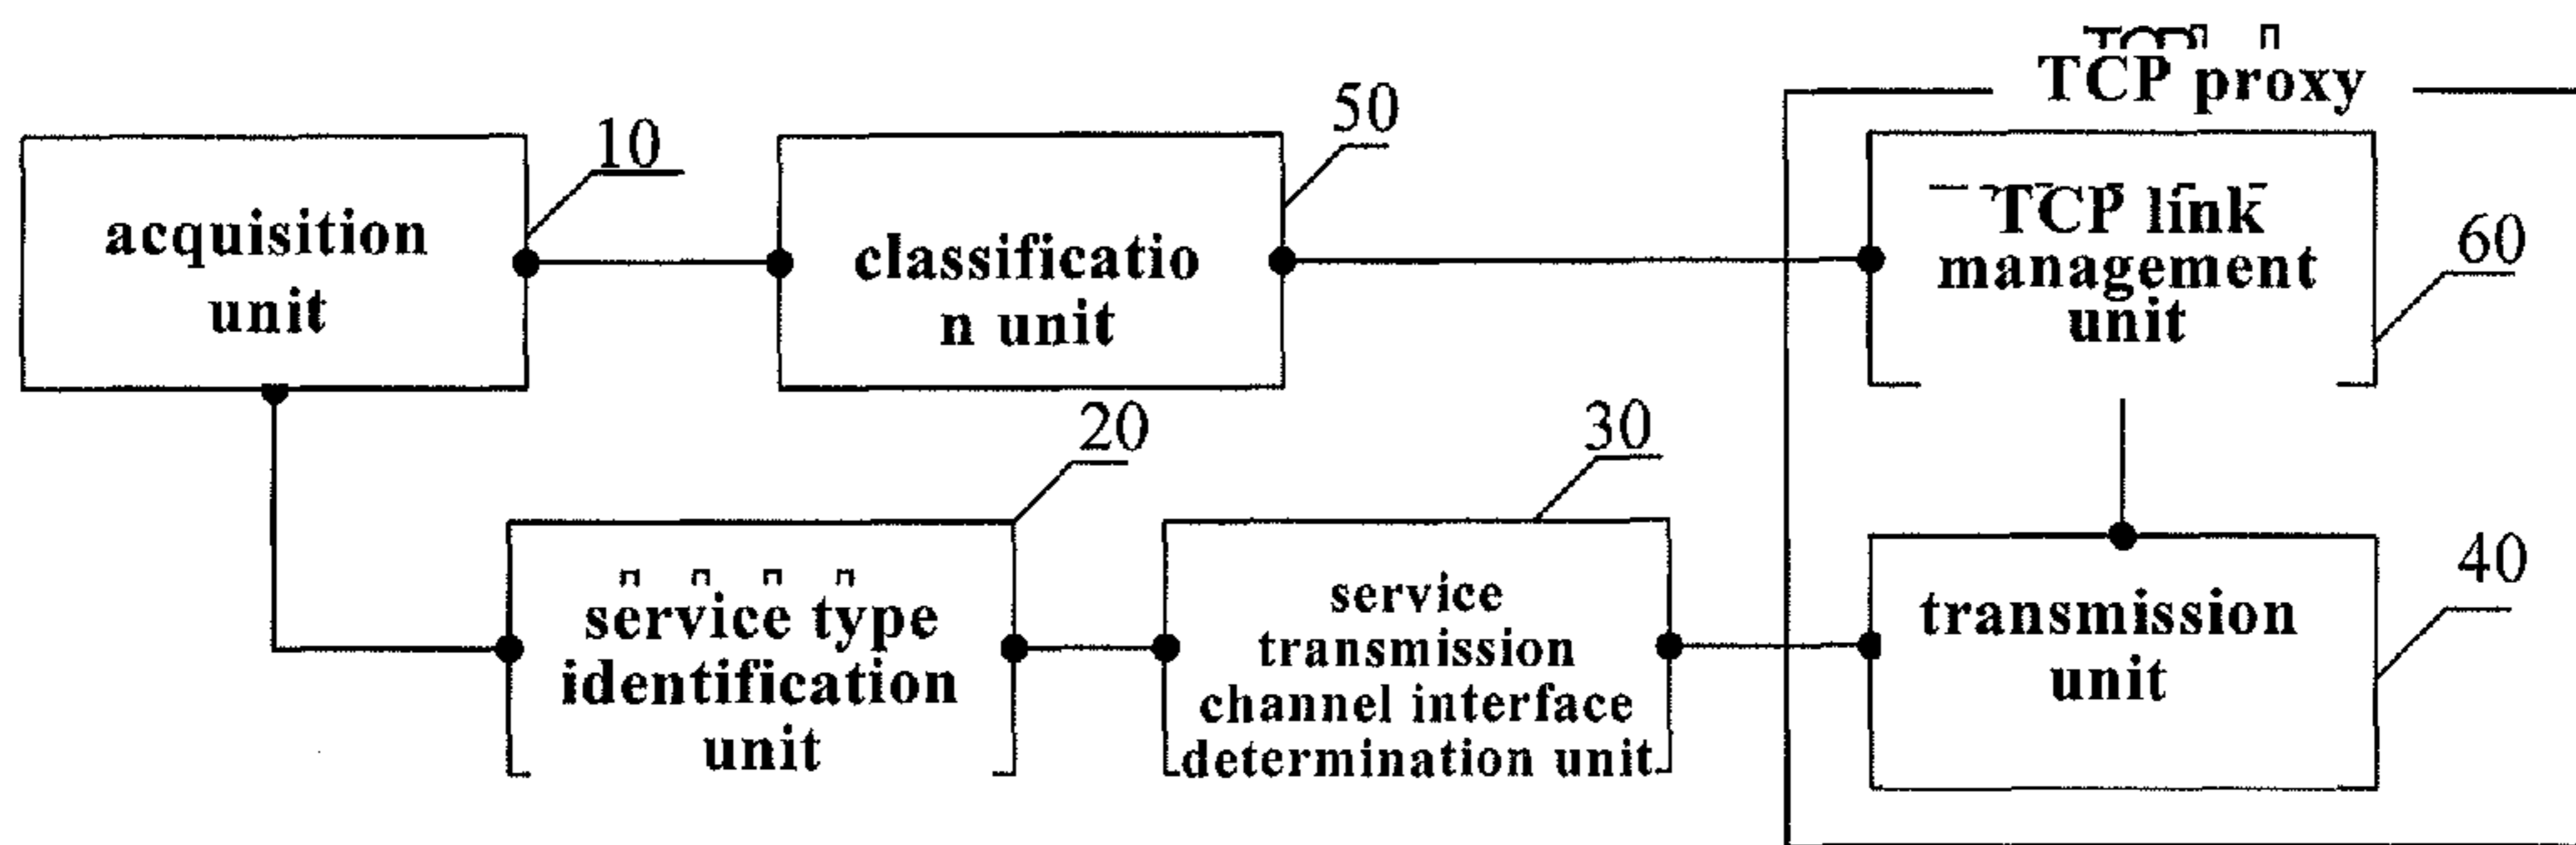 TCP proxy
10
50
acquisition
unit
classificatio
n unit
TCP link
management
unit
60
20
30
service type
identification
unit
service
transmission
channel interface
determination unit
transmission
unit
40